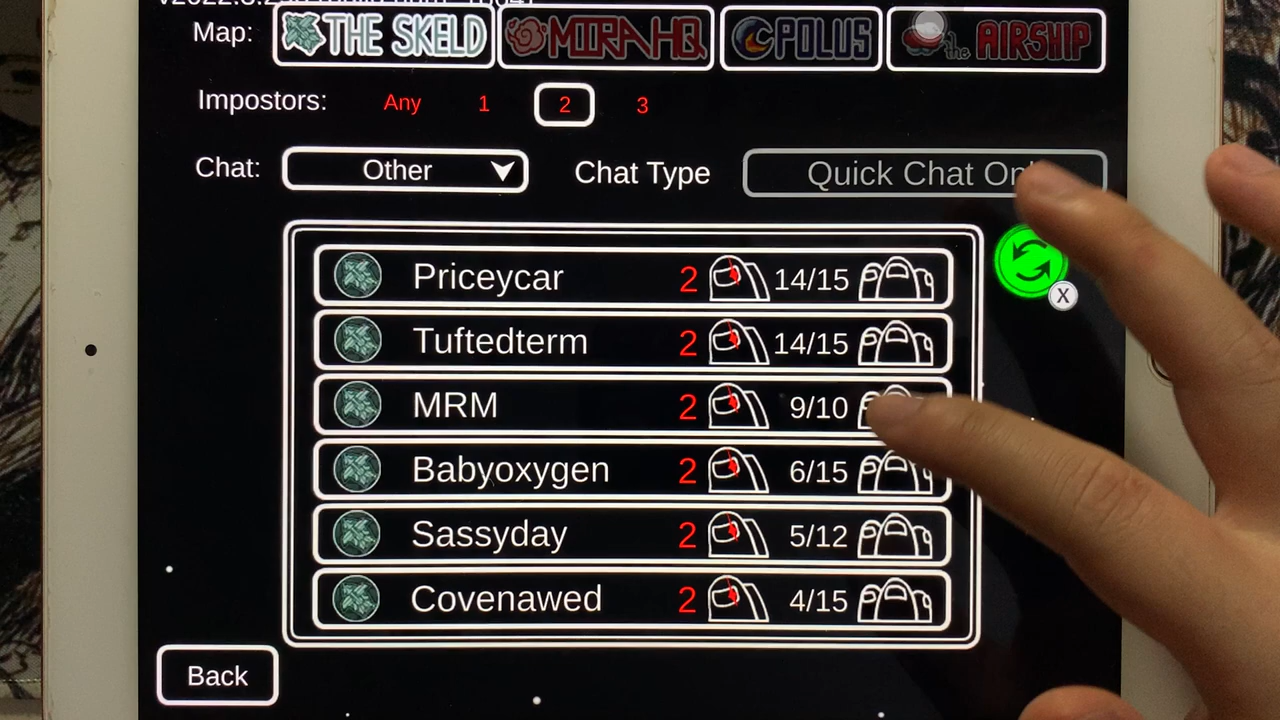 Map: THE SKELD MIRA HQ POLUS the AIRSHIP
Impostors: Any 1 2 3
Chat: Other Chat Type Quick Chat
Priceycar 2 14/15
Tuftedterm 2 14/15
MRM 2 9/10
Babyoxygen 2 6/15
Sassyday 2 5/12
Covenawed 2 4/15
X
Back